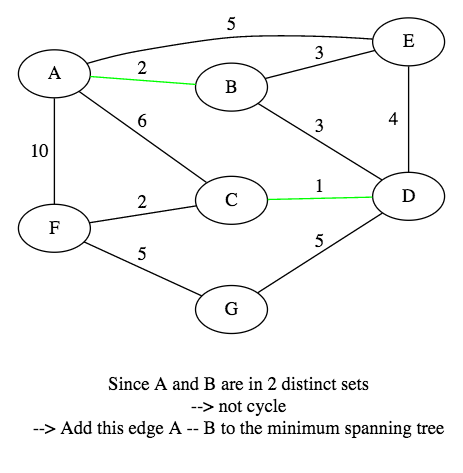 5
E
3
A
2
B
6
3
4
10
1
2
C
D
F
5
5
G
Since A and B are in 2 distinct sets
--> not cycle
--> Add this edge A -- B to the minimum spanning tree